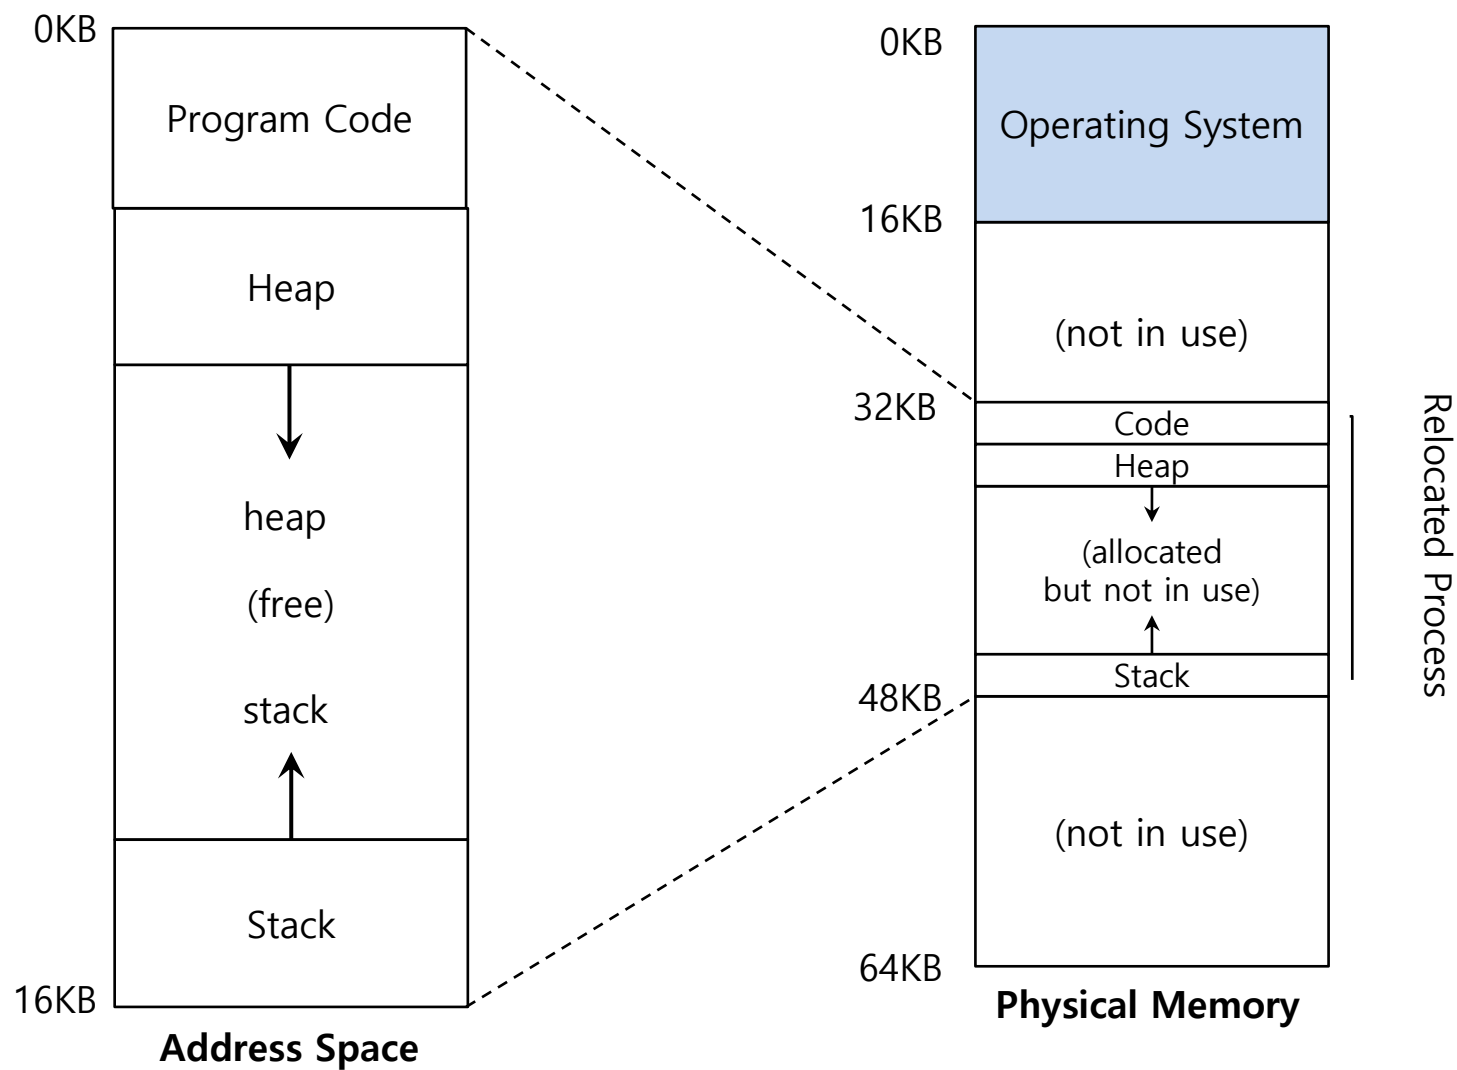 0KB
Program Code
Heap
heap
(free)
stack
Stack
16KB
Address Space
0KB
Operating System
16KB
(not in use)
32KB
Code
Heap
(allocated
but not in use)
Stack
48KB
(not in use)
64KB
Physical Memory
Relocated Process